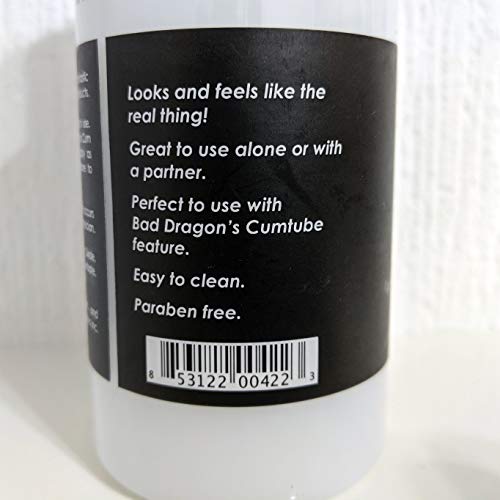 Looks and feels like the
real thing!
Great to use alone or with
a partner.
Perfect to use with
Bad Dragon's Cumtube
feature.
Easy to clean.
Paraben free.
8 53122 00422 3